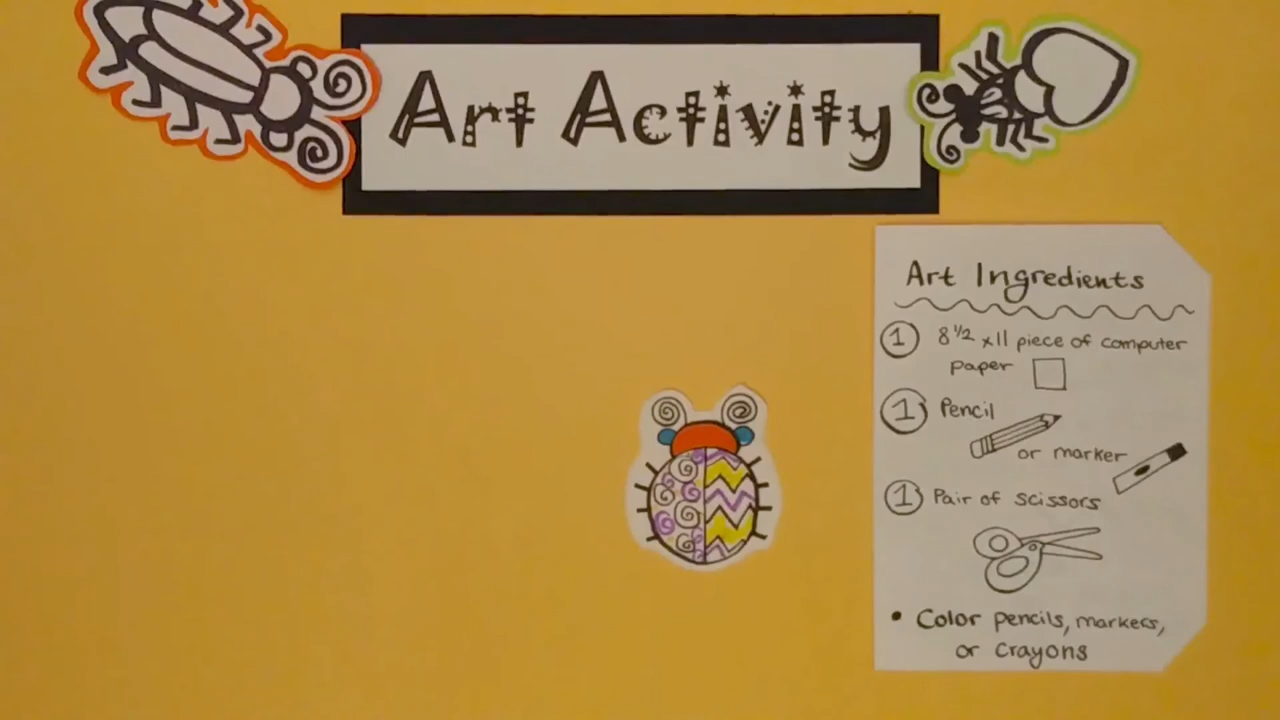 Art Activity
Art Ingredients
1 8 1/2 x 11 piece of computer
paper
1 Pencil
or marker
1 Pair of scissors
• Color pencils, markers,
or crayons